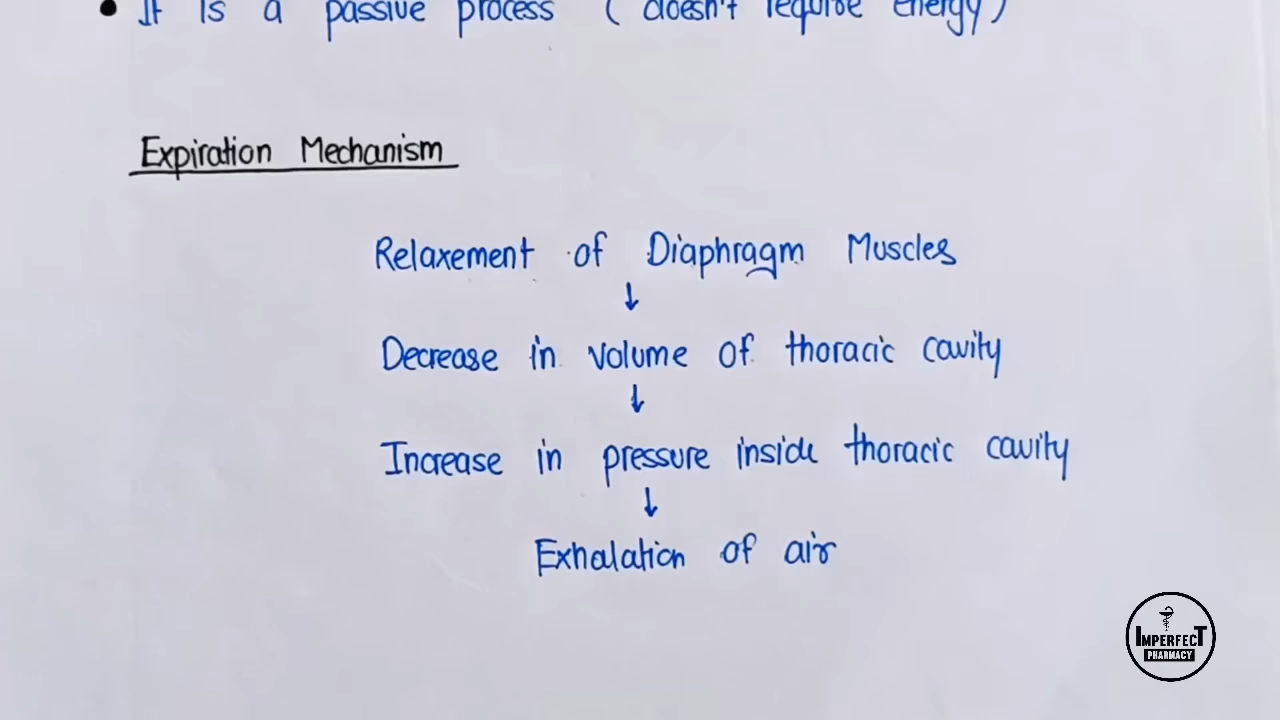 • It is a passive process ( doesn't require energy)
Expiration Mechanism
Relaxement of Diaphragm Muscles
↓
Decrease in volume of thoracic cavity
↓
Increase in pressure inside thoracic cavity
↓
Exhalation of air
IMPERFECT
PHARMACY